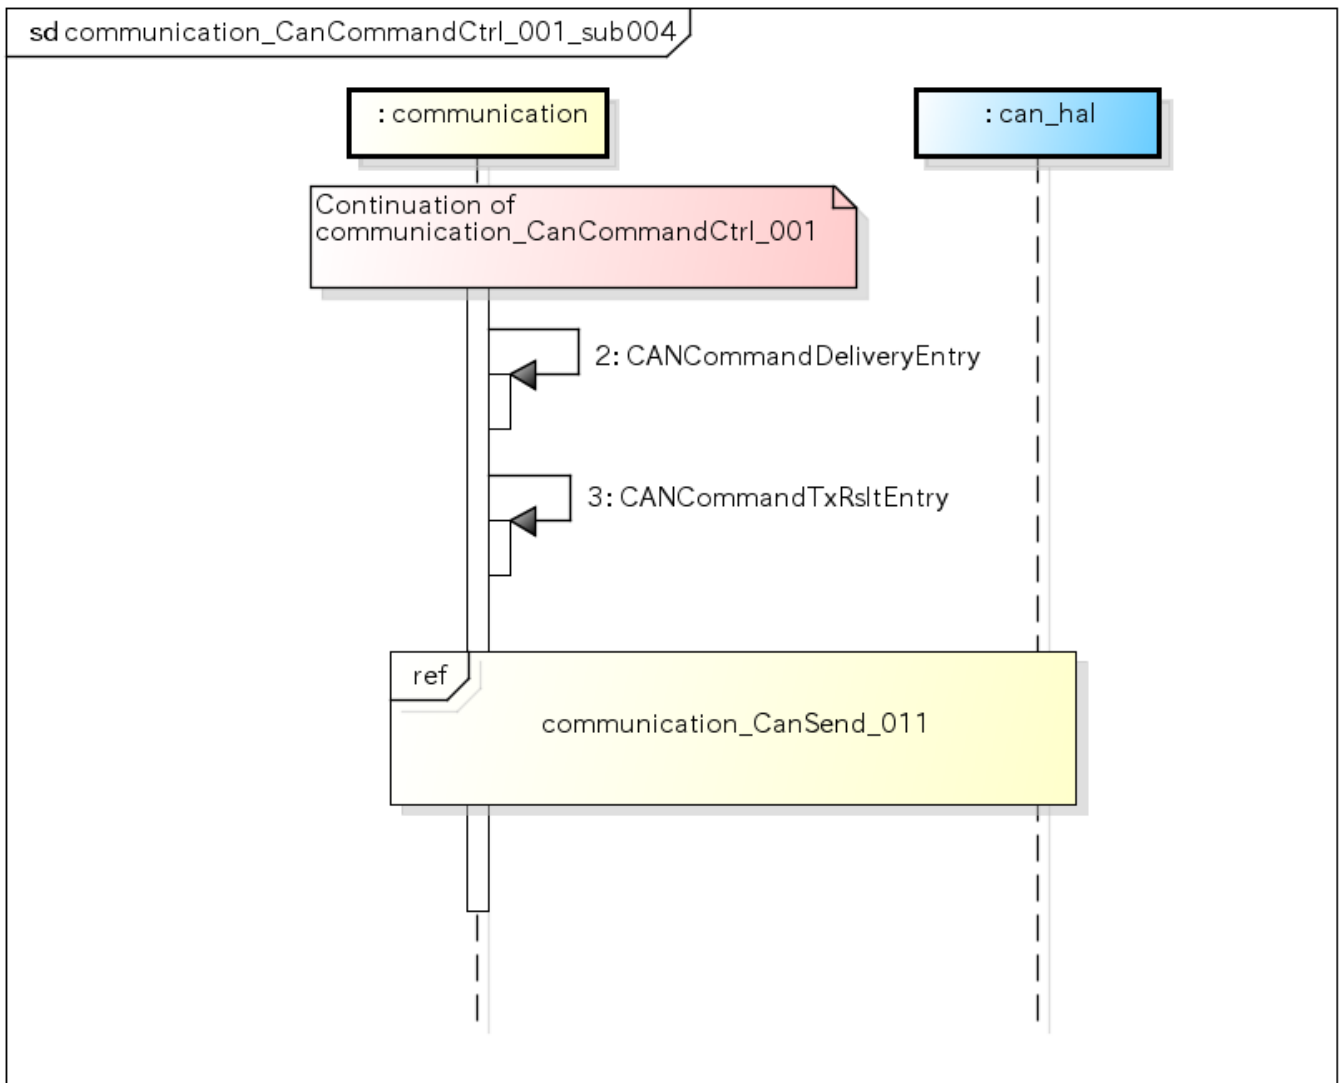 sd communication_CanCommandCtrl_001_sub004
: communication
: can_hal
Continuation of
communication_CanCommandCtrl_001
2: CANCommandDeliveryEntry
3: CANCommandTxRsltEntry
ref
communication_CanSend_011